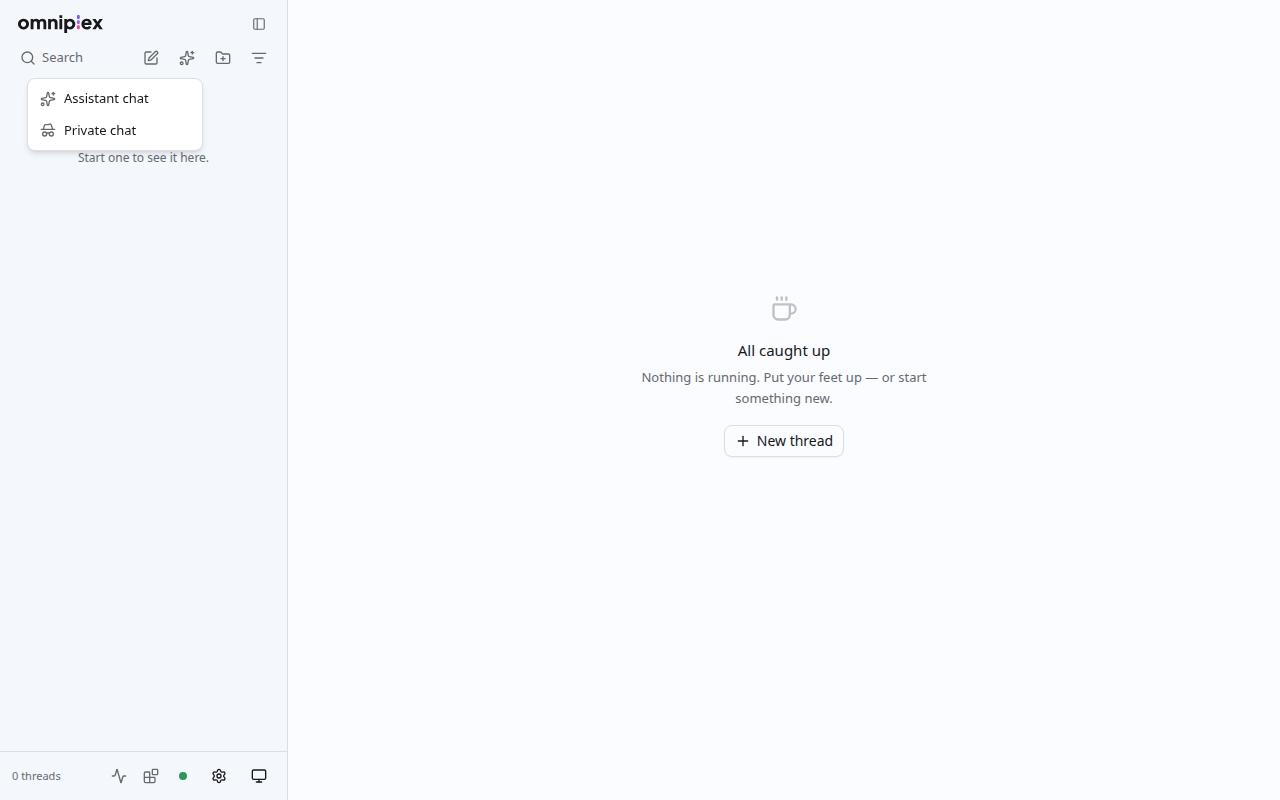 omniplex
Search
Assistant chat
Private chat
Start one to see it here.
All caught up
Nothing is running. Put your feet up — or start
something new.
New thread
0 threads